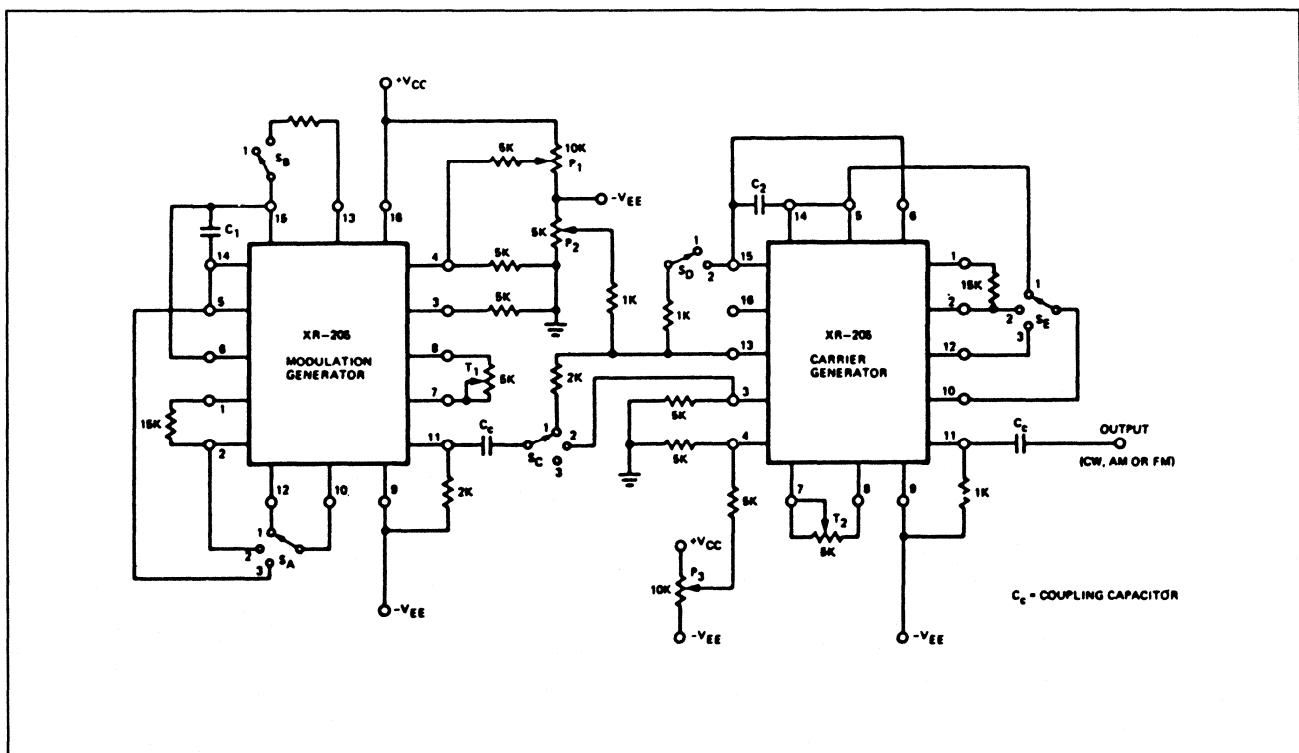 +VCC
1
SB
15
13
16
5K
10K
P1
-VEE
5K
P2
C1
14
5
6
1
15K
2
XR-205
MODULATION
GENERATOR
4
5K
3
5K
8
T1
5K
7
11
CC
2K
12
10
9
1
2
3
SA
-VEE
1K
2K
1
2
3
SC
1
SD
2
1K
C2
14
5
6
15
16
13
3
4
5K
5K
5K
XR-205
CARRIER
GENERATOR
1
15K
2
12
10
11
1
2
3
SE
CC
OUTPUT
(CW, AM OR FM)
7
T2
5K
8
9
1K
+VCC
P3
10K
-VEE
-VEE
CC = COUPLING CAPACITOR